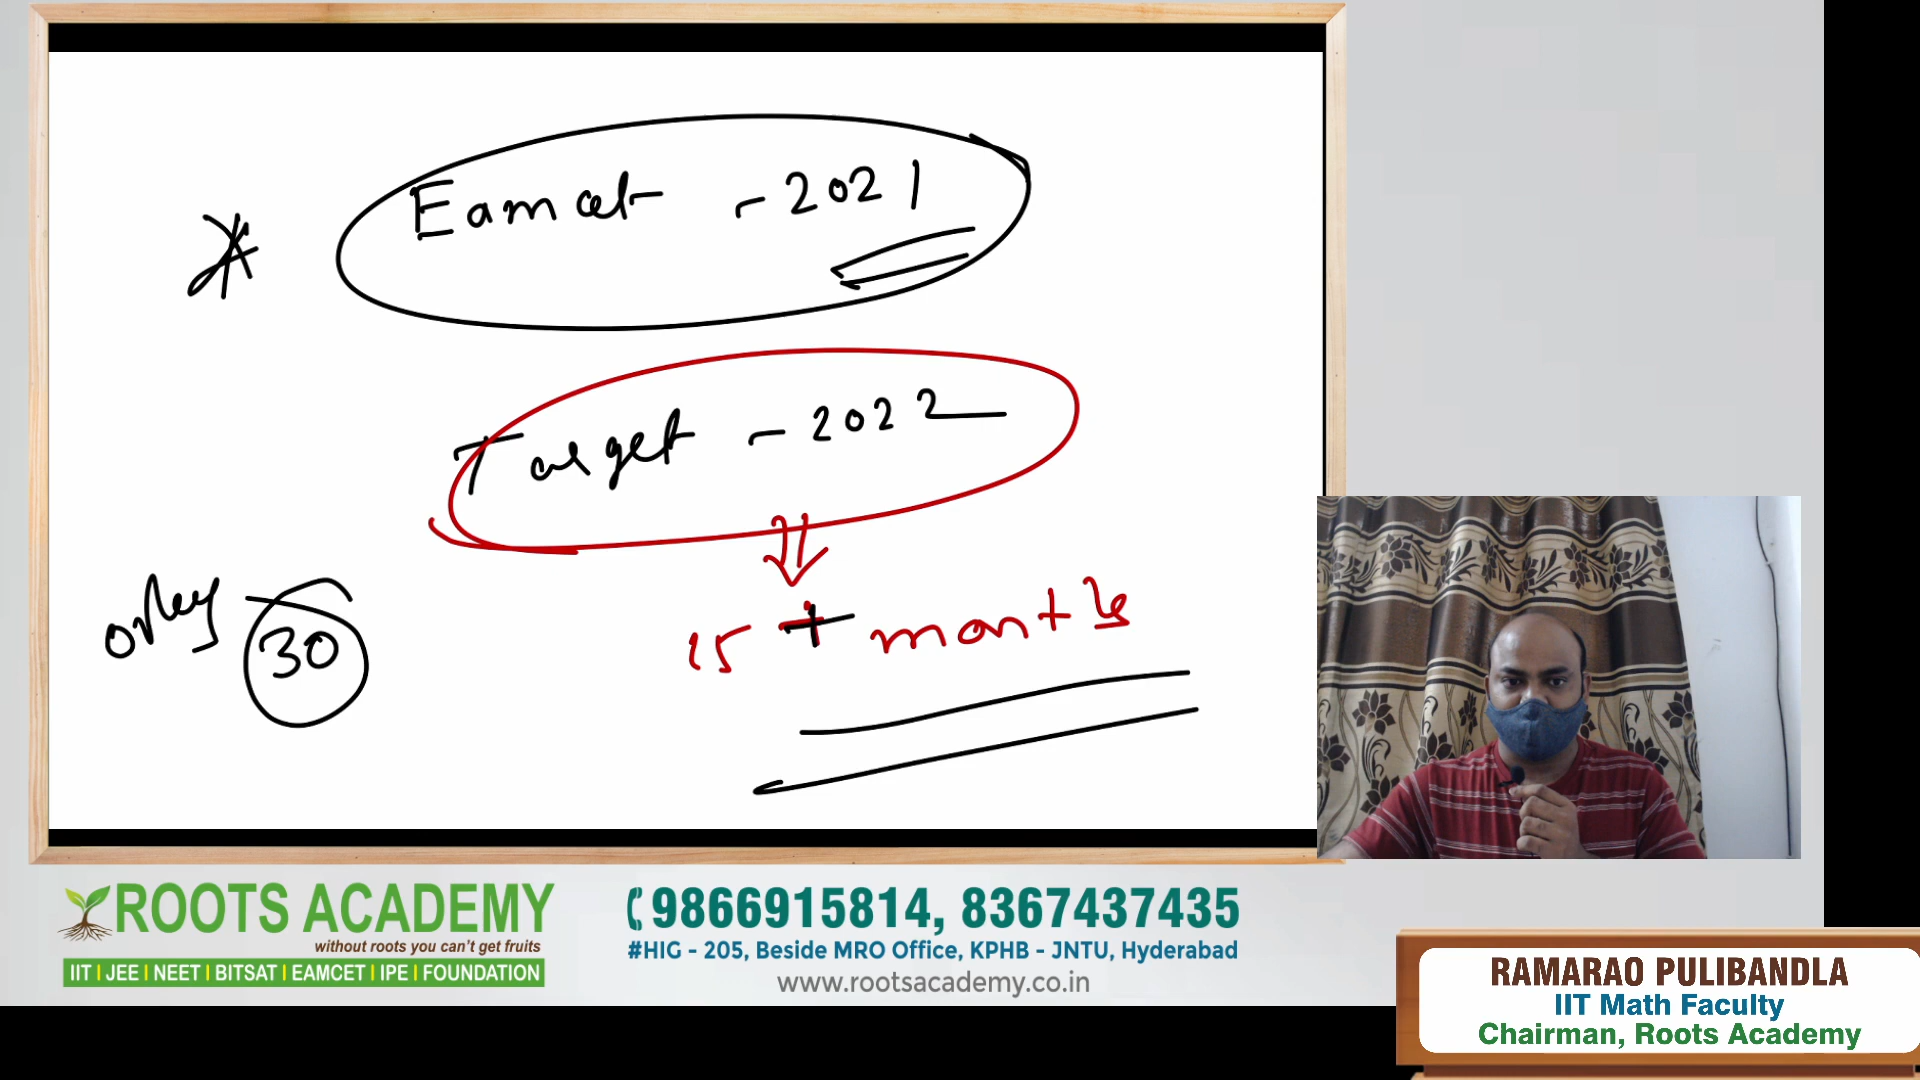 Eamcet - 2021
Target - 2022
only 30
15 + months
ROOTS ACADEMY
without roots you can't get fruits
IIT | JEE | NEET | BITSAT | EAMCET | IPE | FOUNDATION
9866915814, 8367437435
#HIG - 205, Beside MRO Office, KPHB - JNTU, Hyderabad
www.rootsacademy.co.in
RAMARAO PULIBANDLA
IIT Math Faculty
Chairman, Roots Academy